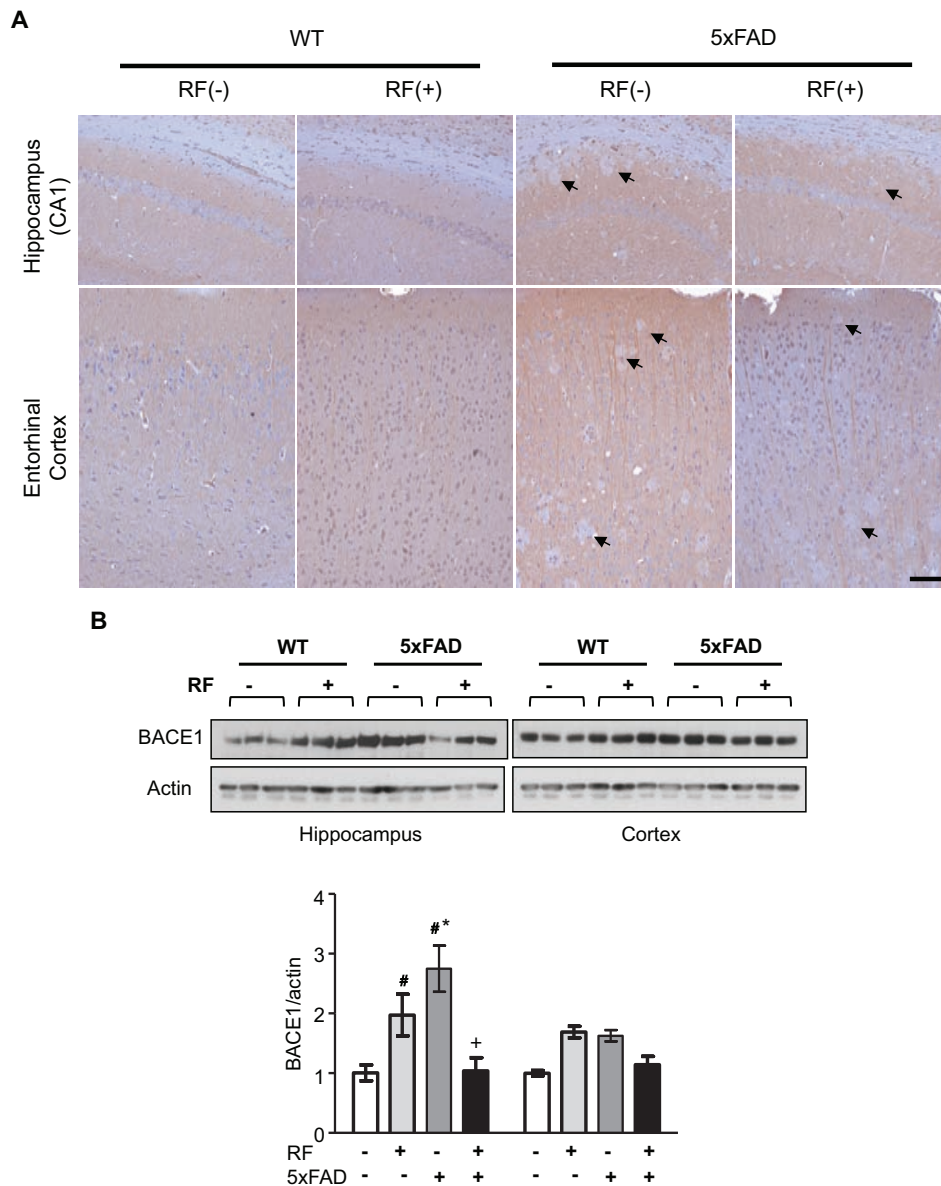 A
WT 5xFAD
RF(-) RF(+) RF(-) RF(+)
Hippocampus
(CA1)
Entorhinal
Cortex
B
WT 5xFAD WT 5xFAD
RF - + - + - + - +
BACE1
Actin
Hippocampus Cortex
BACE1/actin
4
3
2
1
0
#
#*
+
RF - + - + - + - +
5xFAD - - + + - - + +